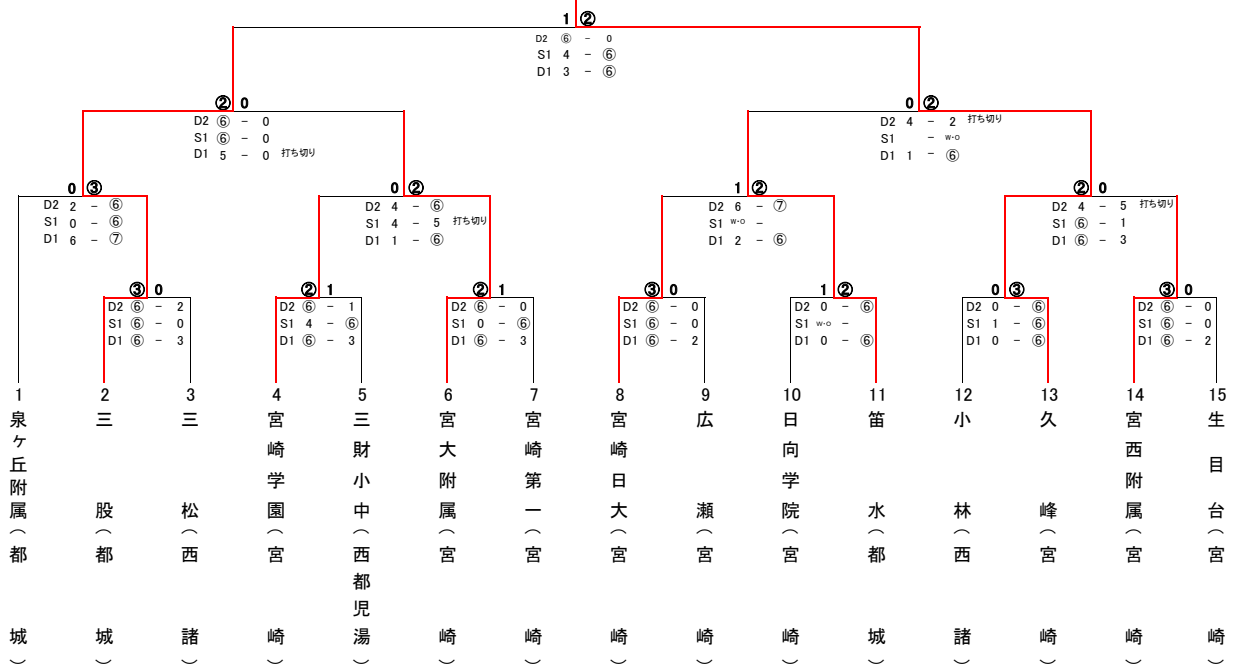 1 ②
D2 ⑥ - 0
S1 4 - ⑥
D1 3 - ⑥
② 0
D2 ⑥ - 0
S1 ⑥ - 0
D1 5 - 0 打ち切り
0 ②
D2 4 - 2 打ち切り
S1 - w・o
D1 1 - ⑥
0 ③
D2 2 - ⑥
S1 0 - ⑥
D1 6 - ⑦
0 ②
D2 4 - ⑥
S1 4 - 5 打ち切り
D1 1 - ⑥
1 ②
D2 6 - ⑦
S1 w・o -
D1 2 - ⑥
② 0
D2 4 - 5 打ち切り
S1 ⑥ - 1
D1 ⑥ - 3
③ 0
D2 ⑥ - 2
S1 ⑥ - 0
D1 ⑥ - 3
② 1
D2 ⑥ - 1
S1 4 - ⑥
D1 ⑥ - 3
② 1
D2 ⑥ - 0
S1 0 - ⑥
D1 ⑥ - 3
③ 0
D2 ⑥ - 0
S1 ⑥ - 0
D1 ⑥ - 2
1 ②
D2 0 - ⑥
S1 w・o -
D1 0 - ⑥
0 ③
D2 0 - ⑥
S1 1 - ⑥
D1 0 - ⑥
③ 0
D2 ⑥ - 0
S1 ⑥ - 0
D1 ⑥ - 2
1 泉ヶ丘附属(都城)
2 三股(都城)
3 三松(西諸)
4 宮崎学園(宮崎)
5 三財小中(西都児湯)
6 宮大附属(宮崎)
7 宮崎第一(宮崎)
8 宮崎日大(宮崎)
9 広瀬(宮崎)
10 日向学院(宮崎)
11 笛水(都城)
12 小林(西諸)
13 久峰(宮崎)
14 宮西附属(宮崎)
15 生目台(宮崎)